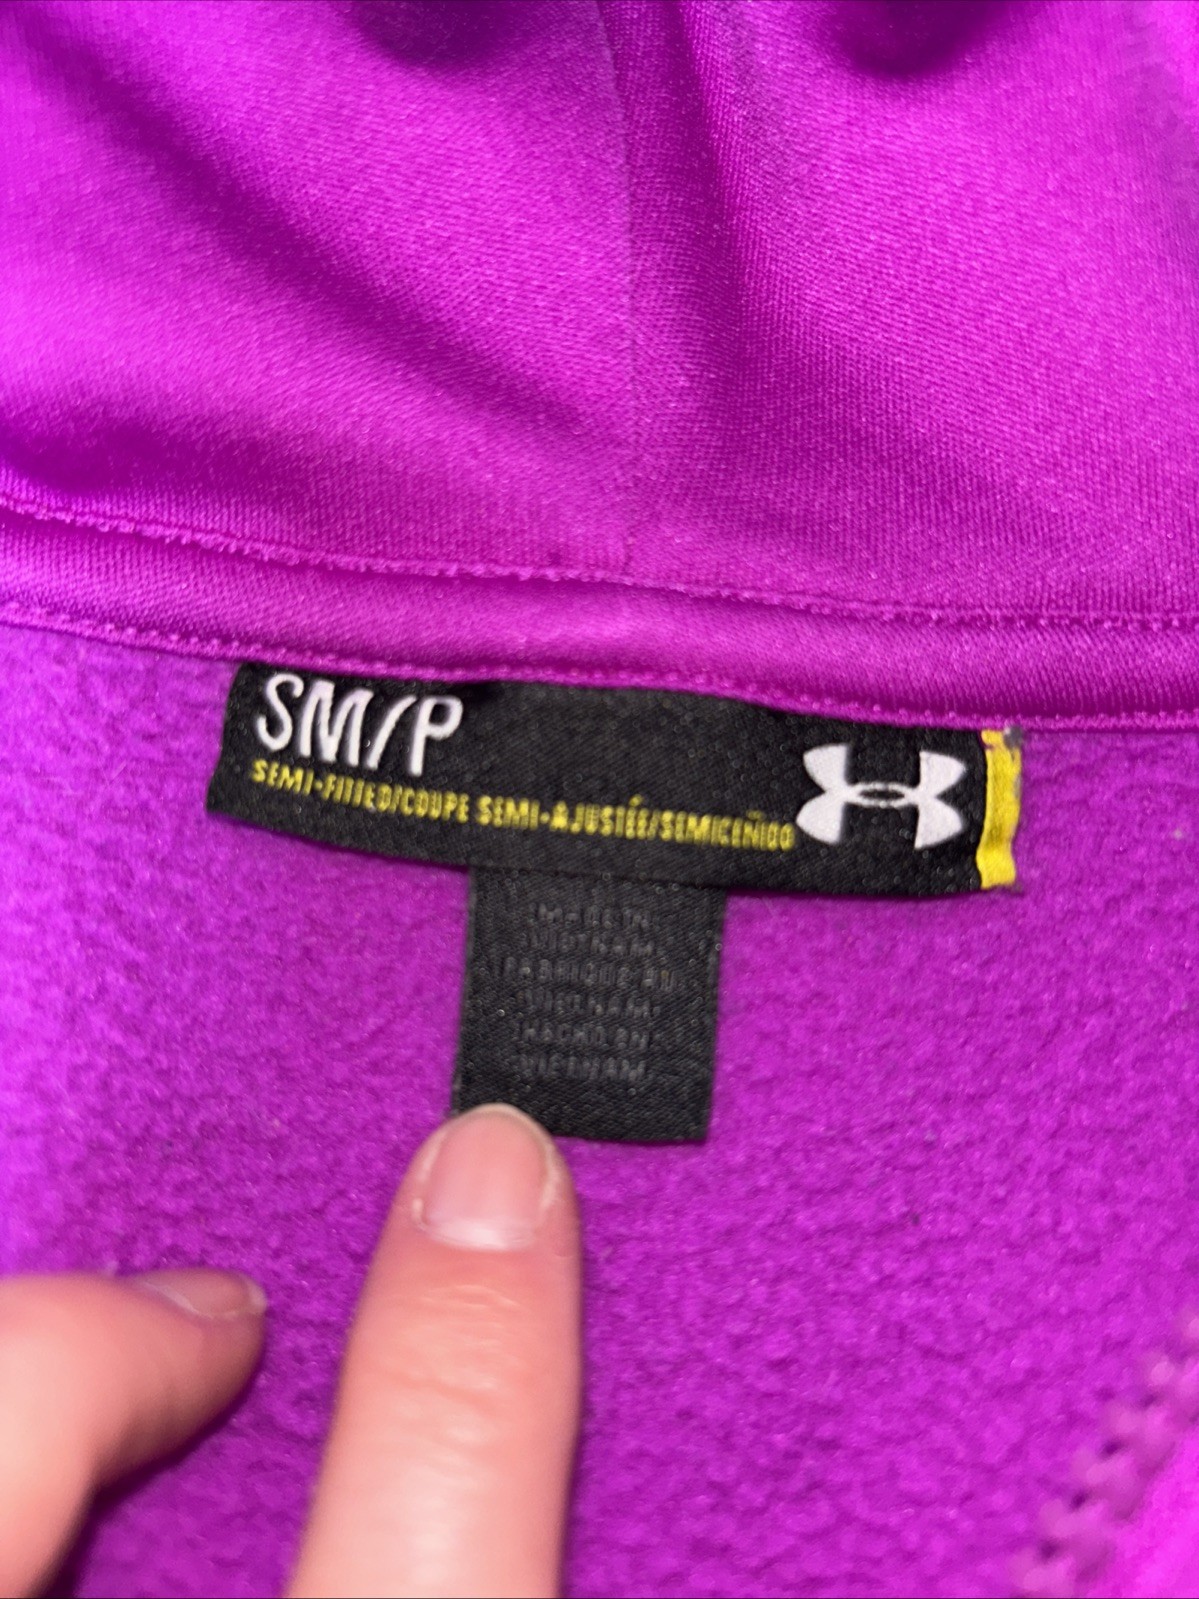 SM/P
SEMI-FITTED/COUPE SEMI-AJUSTÉE/SEMICEÑIDO
MADE IN
VIETNAM
FABRIQUÉ AU
VIETNAM
HECHO EN
VIETNAM